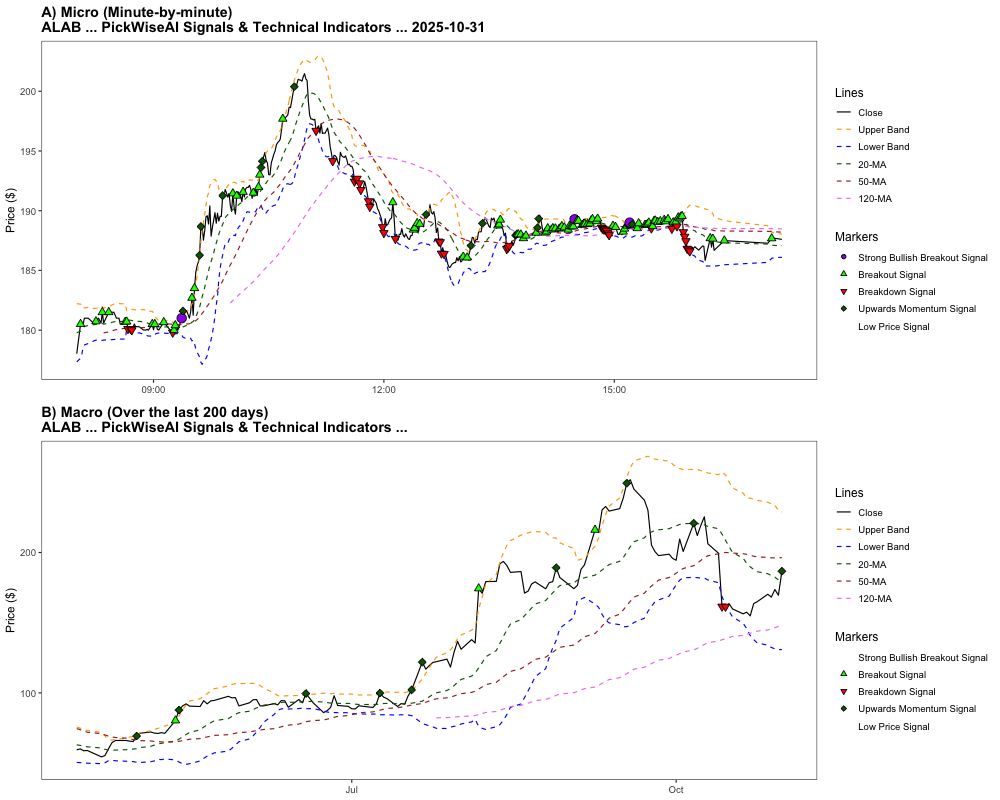 A) Micro (Minute-by-minute)
ALAB ... PickWiseAI Signals & Technical Indicators ... 2025-10-31
Price ($)
200
195
190
185
180
09:00
12:00
15:00
Lines
Close
Upper Band
Lower Band
20-MA
50-MA
120-MA
Markers
Strong Bullish Breakout Signal
Breakout Signal
Breakdown Signal
Upwards Momentum Signal
Low Price Signal
B) Macro (Over the last 200 days)
ALAB ... PickWiseAI Signals & Technical Indicators ...
Price ($)
200
100
Jul
Oct
Lines
Close
Upper Band
Lower Band
20-MA
50-MA
120-MA
Markers
Strong Bullish Breakout Signal
Breakout Signal
Breakdown Signal
Upwards Momentum Signal
Low Price Signal